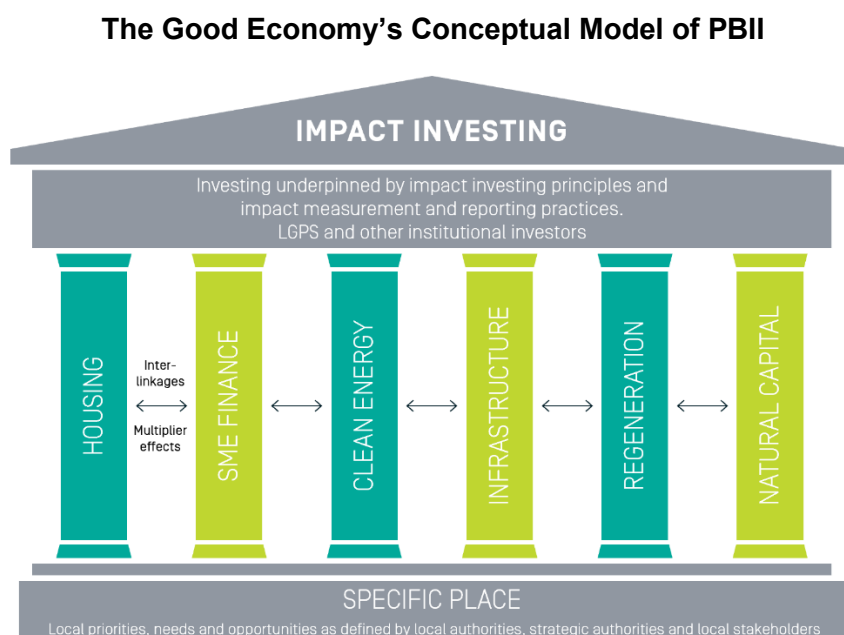 The Good Economy’s Conceptual Model of PBII
IMPACT INVESTING
Investing underpinned by impact investing principles and
impact measurement and reporting practices.
LGPS and other institutional investors
HOUSING
Inter-
linkages
Multiplier
effects
SME FINANCE
CLEAN ENERGY
INFRASTRUCTURE
REGENERATION
NATURAL CAPITAL
SPECIFIC PLACE
Local priorities, needs and opportunities as defined by local authorities, strategic authorities and local stakeholders